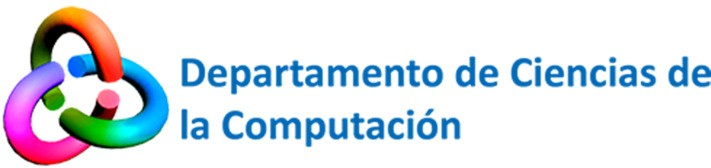 Departamento de Ciencias de
la Computación